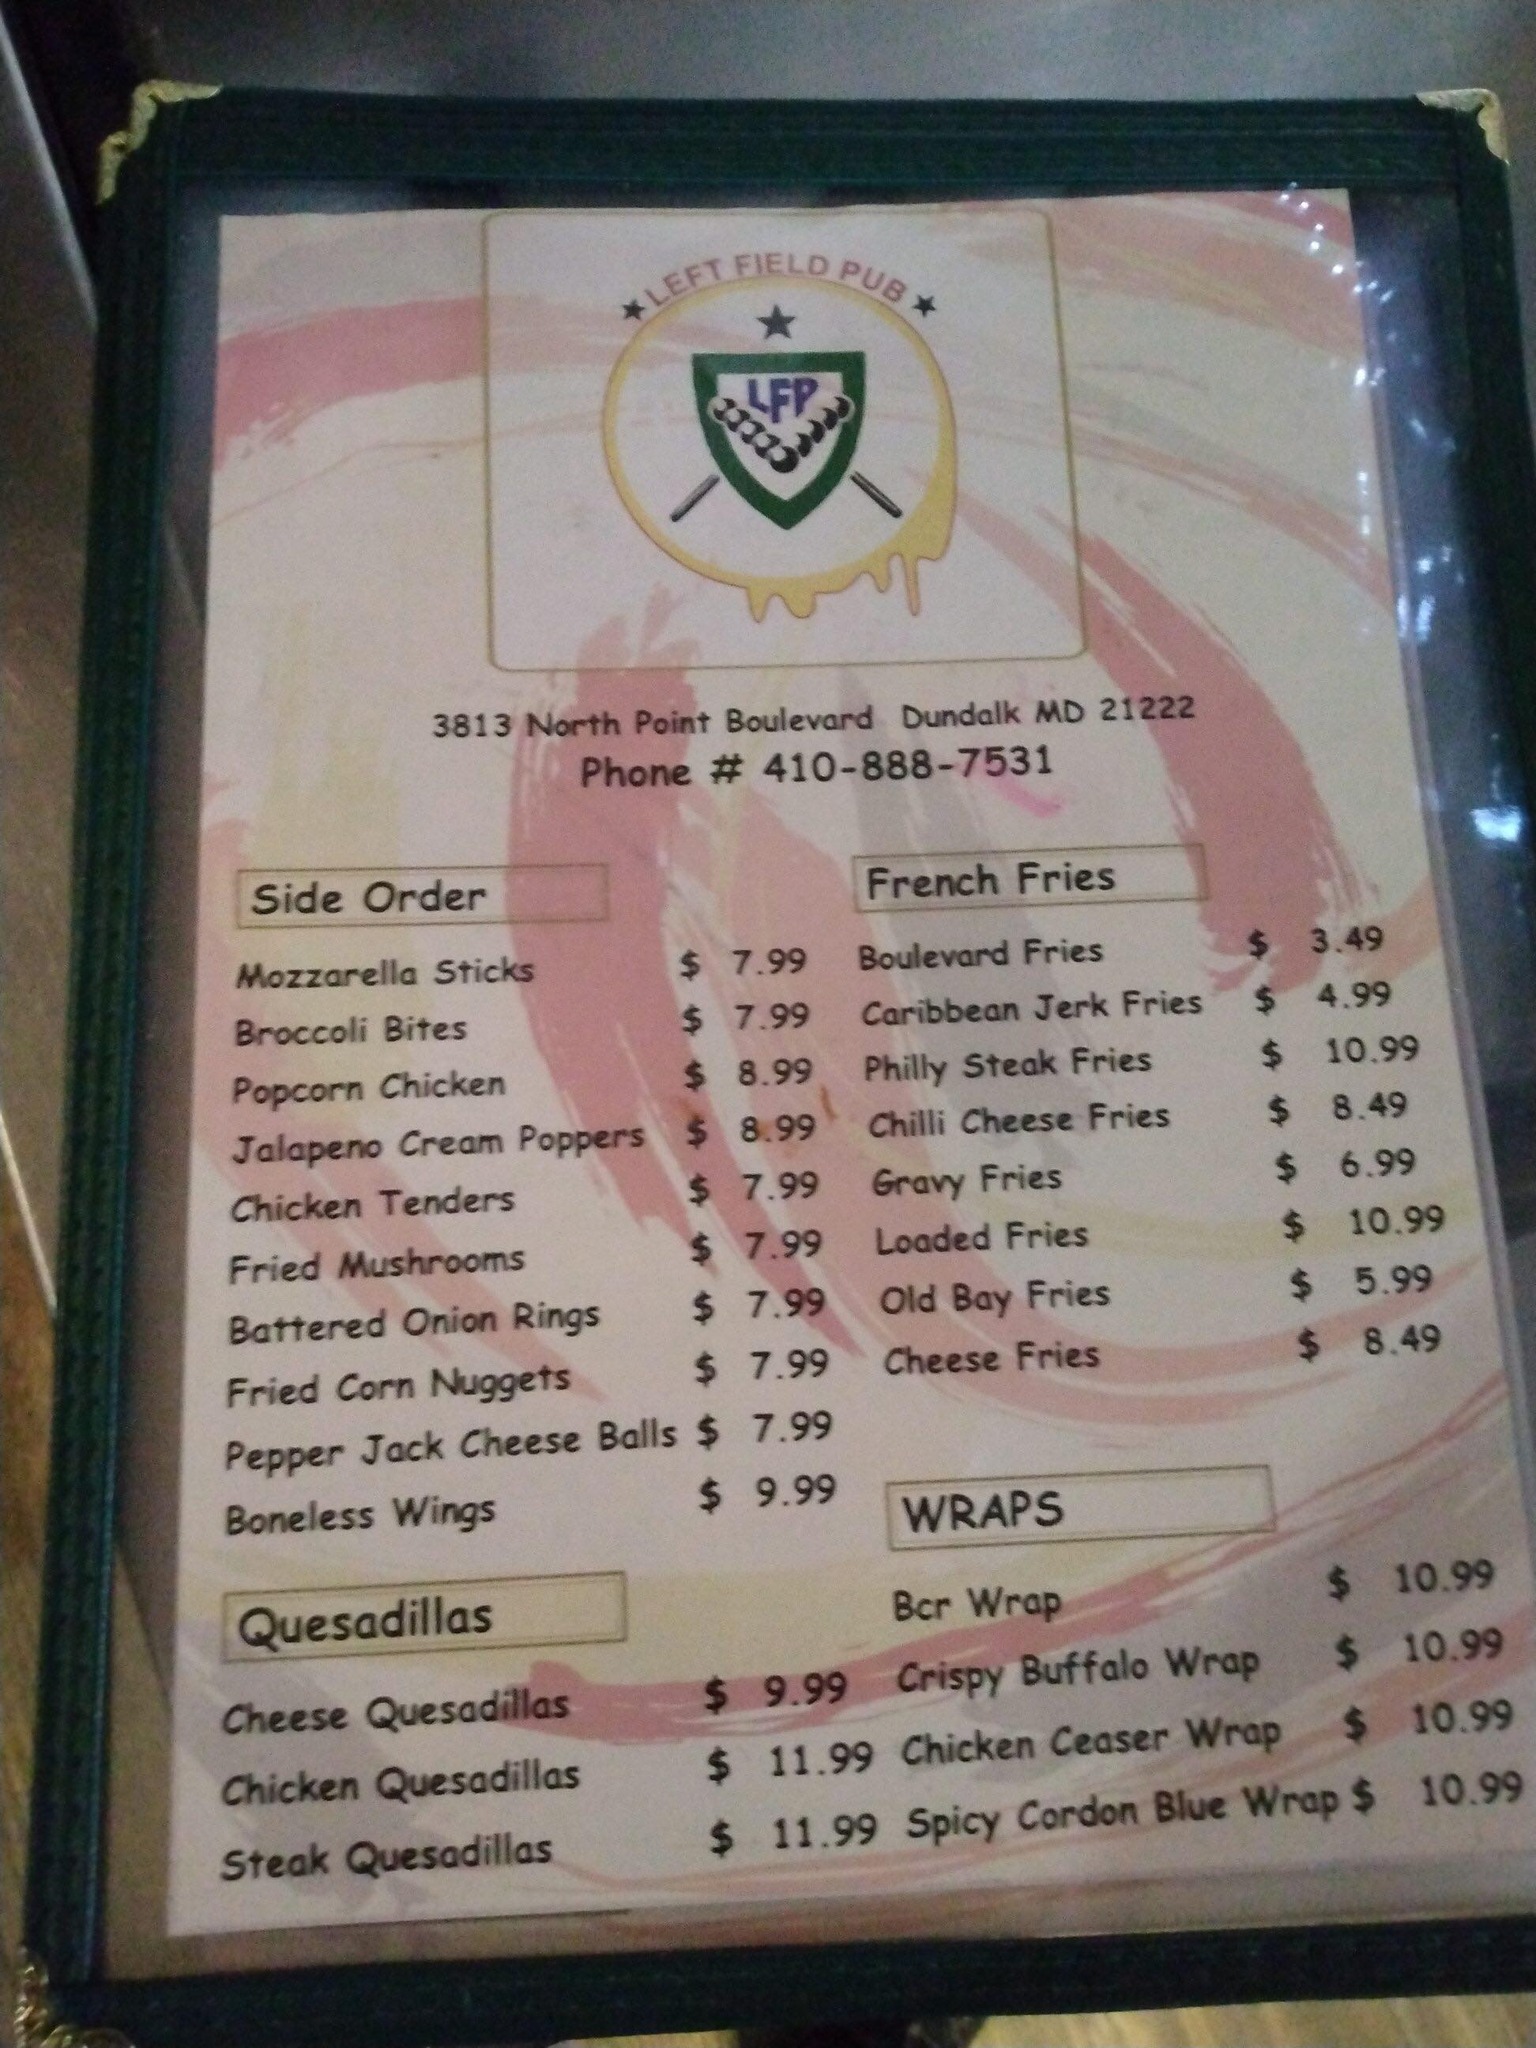 LEFT FIELD PUB
LFP
3813 North Point Boulevard Dundalk MD 21222
Phone # 410-888-7531
Side Order
Mozzarella Sticks $ 7.99
Broccoli Bites $ 7.99
Popcorn Chicken $ 8.99
Jalapeno Cream Poppers $ 8.99
Chicken Tenders $ 7.99
Fried Mushrooms $ 7.99
Battered Onion Rings $ 7.99
Fried Corn Nuggets $ 7.99
Pepper Jack Cheese Balls $ 7.99
Boneless Wings $ 9.99
Quesadillas
Cheese Quesadillas $ 9.99
Chicken Quesadillas $ 11.99
Steak Quesadillas $ 11.99
French Fries
Boulevard Fries $ 3.49
Caribbean Jerk Fries $ 4.99
Philly Steak Fries $ 10.99
Chilli Cheese Fries $ 8.49
Gravy Fries $ 6.99
Loaded Fries $ 10.99
Old Bay Fries $ 5.99
Cheese Fries $ 8.49
WRAPS
Bcr Wrap $ 10.99
Crispy Buffalo Wrap $ 10.99
Chicken Ceaser Wrap $ 10.99
Spicy Cordon Blue Wrap $ 10.99